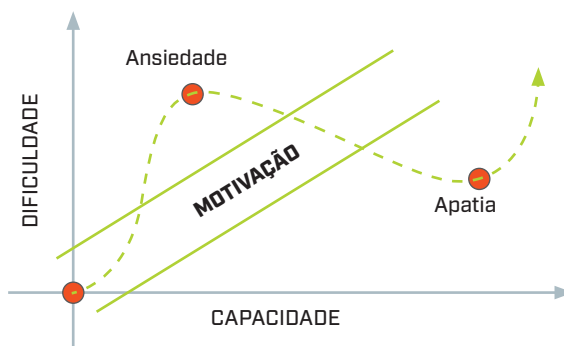 Ansiedade
DIFICULDADE
MOTIVAÇÃO
Apatia
CAPACIDADE